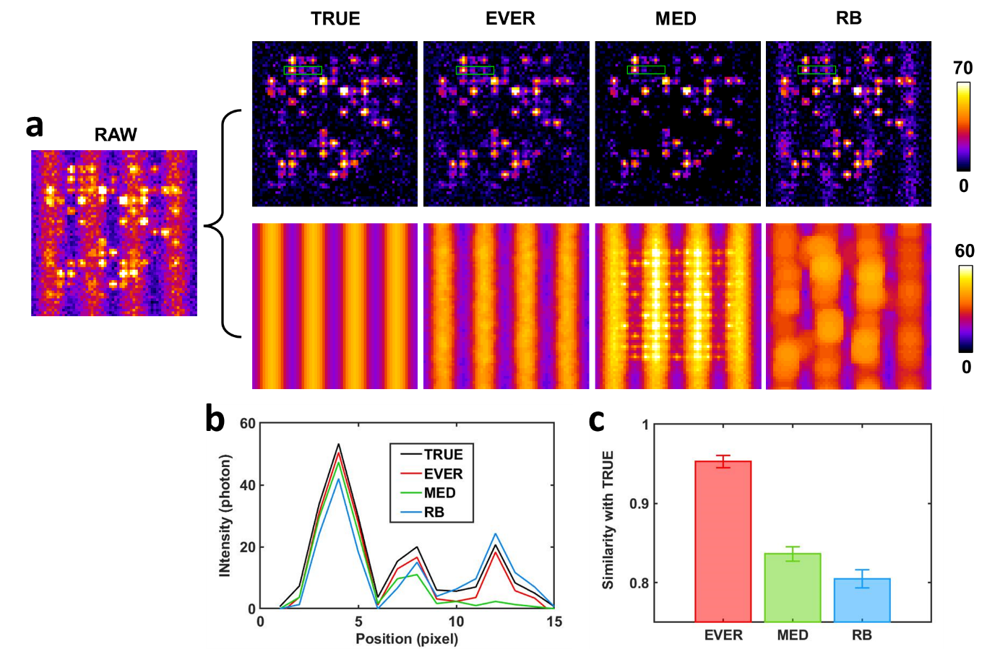 TRUE EVER MED RB
70
0
a
RAW
60
0
b
60
40
20
0
0 5 10 15
INtensity (photon)
Position (pixel)
TRUE
EVER
MED
RB
c
1
0.9
0.8
Similarity with TRUE
EVER MED RB